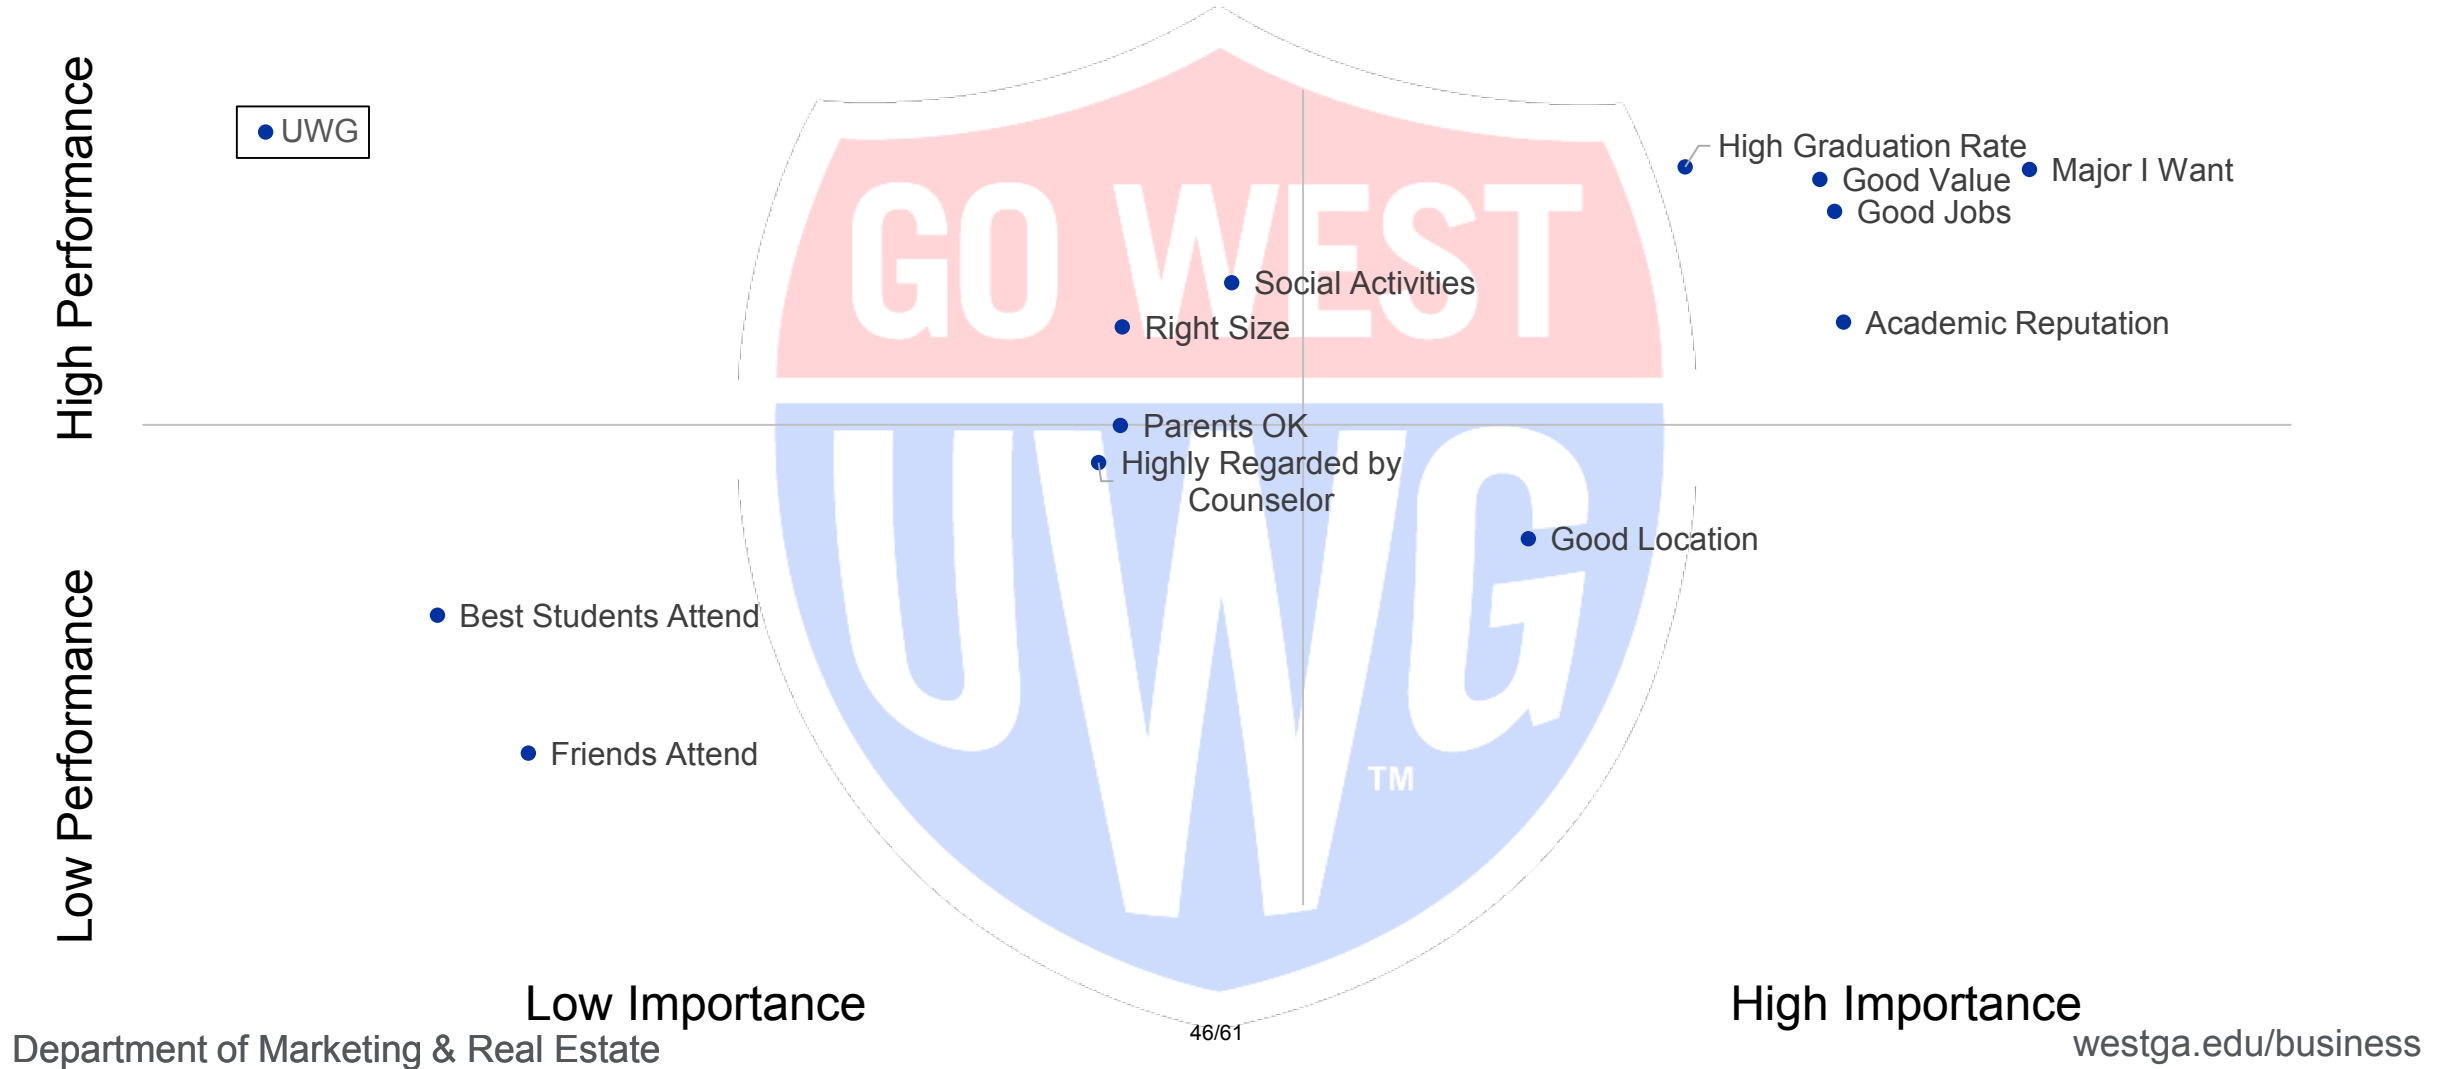 High Performance
UWG
GO WEST
High Graduation Rate
Major I Want
Good Value
Good Jobs
Social Activities
Right Size
Academic Reputation
Parents OK
Highly Regarded by
Counselor
UWG
TM
Good Location
Low Performance
Best Students Attend
Friends Attend
Low Importance
High Importance
46/61
Department of Marketing & Real Estate
westga.edu/business